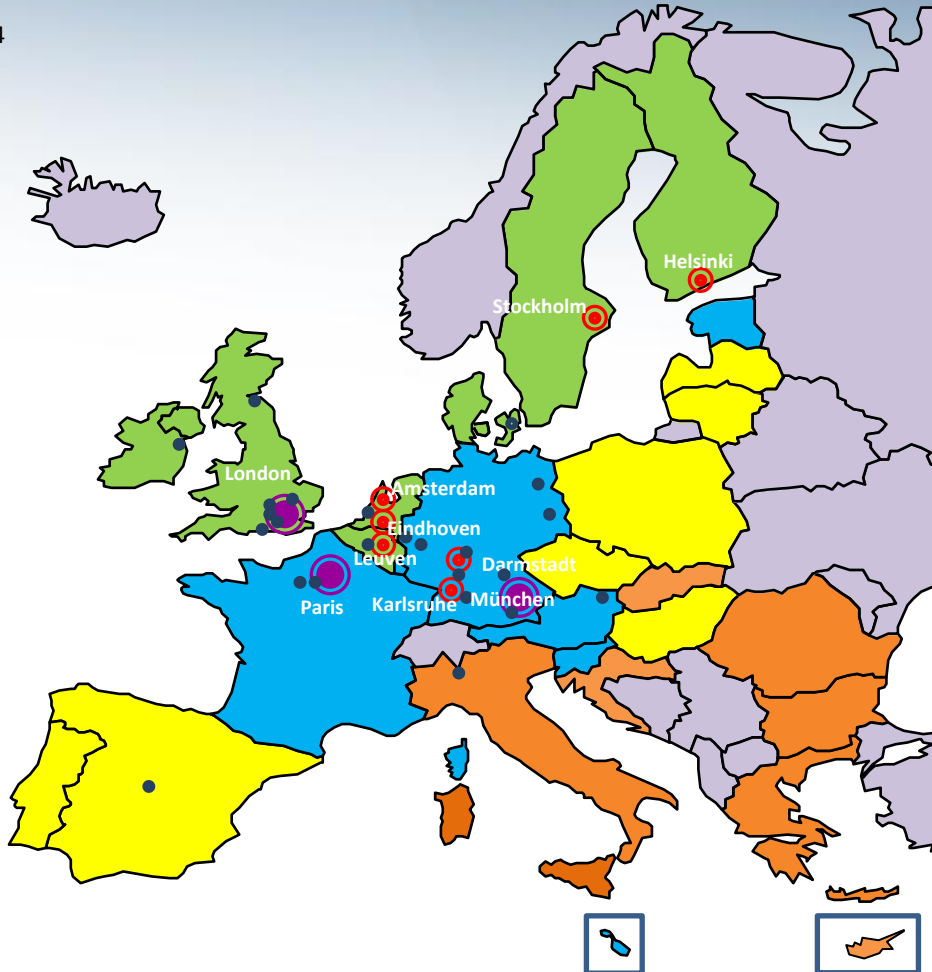 Helsinki
Stockholm
London
Amsterdam
Eindhoven
Leuven
Darmstadt
Paris
Karlsruhe
München